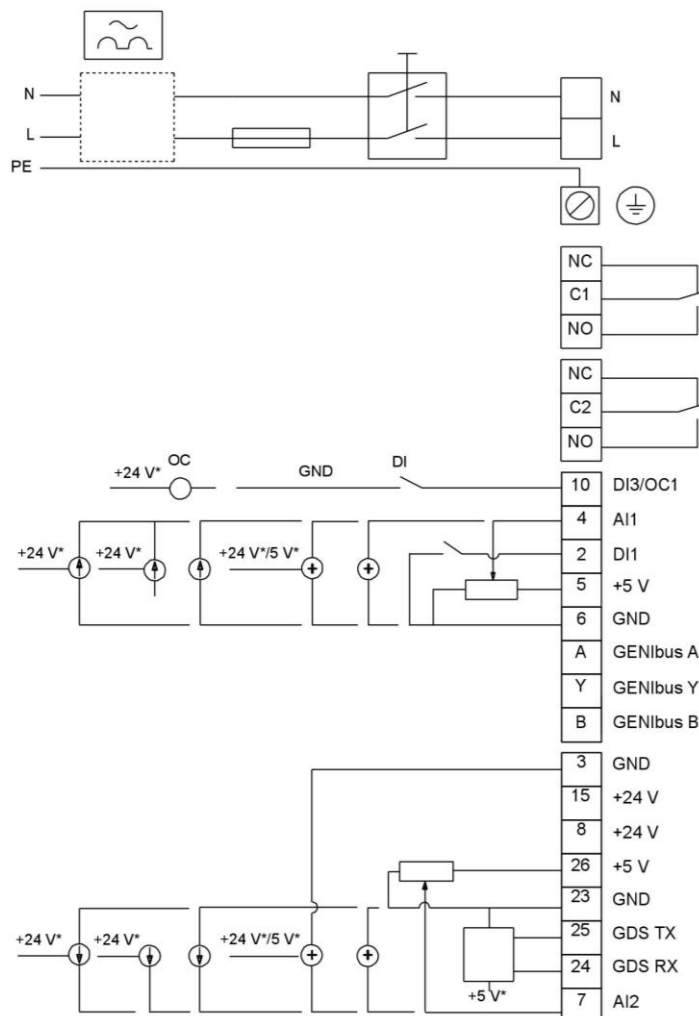 N
N
L
L
PE
NC
C1
NO
NC
C2
NO
+24 V* OC GND DI 10 DI3/OC1
4 AI1
+24 V* +24 V* +24 V*/5 V* 2 DI1
5 +5 V
6 GND
A GENIbus A
Y GENIbus Y
B GENIbus B
3 GND
15 +24 V
8 +24 V
26 +5 V
23 GND
+24 V* +24 V* +24 V*/5 V* 25 GDS TX
24 GDS RX
+5 V* 7 AI2